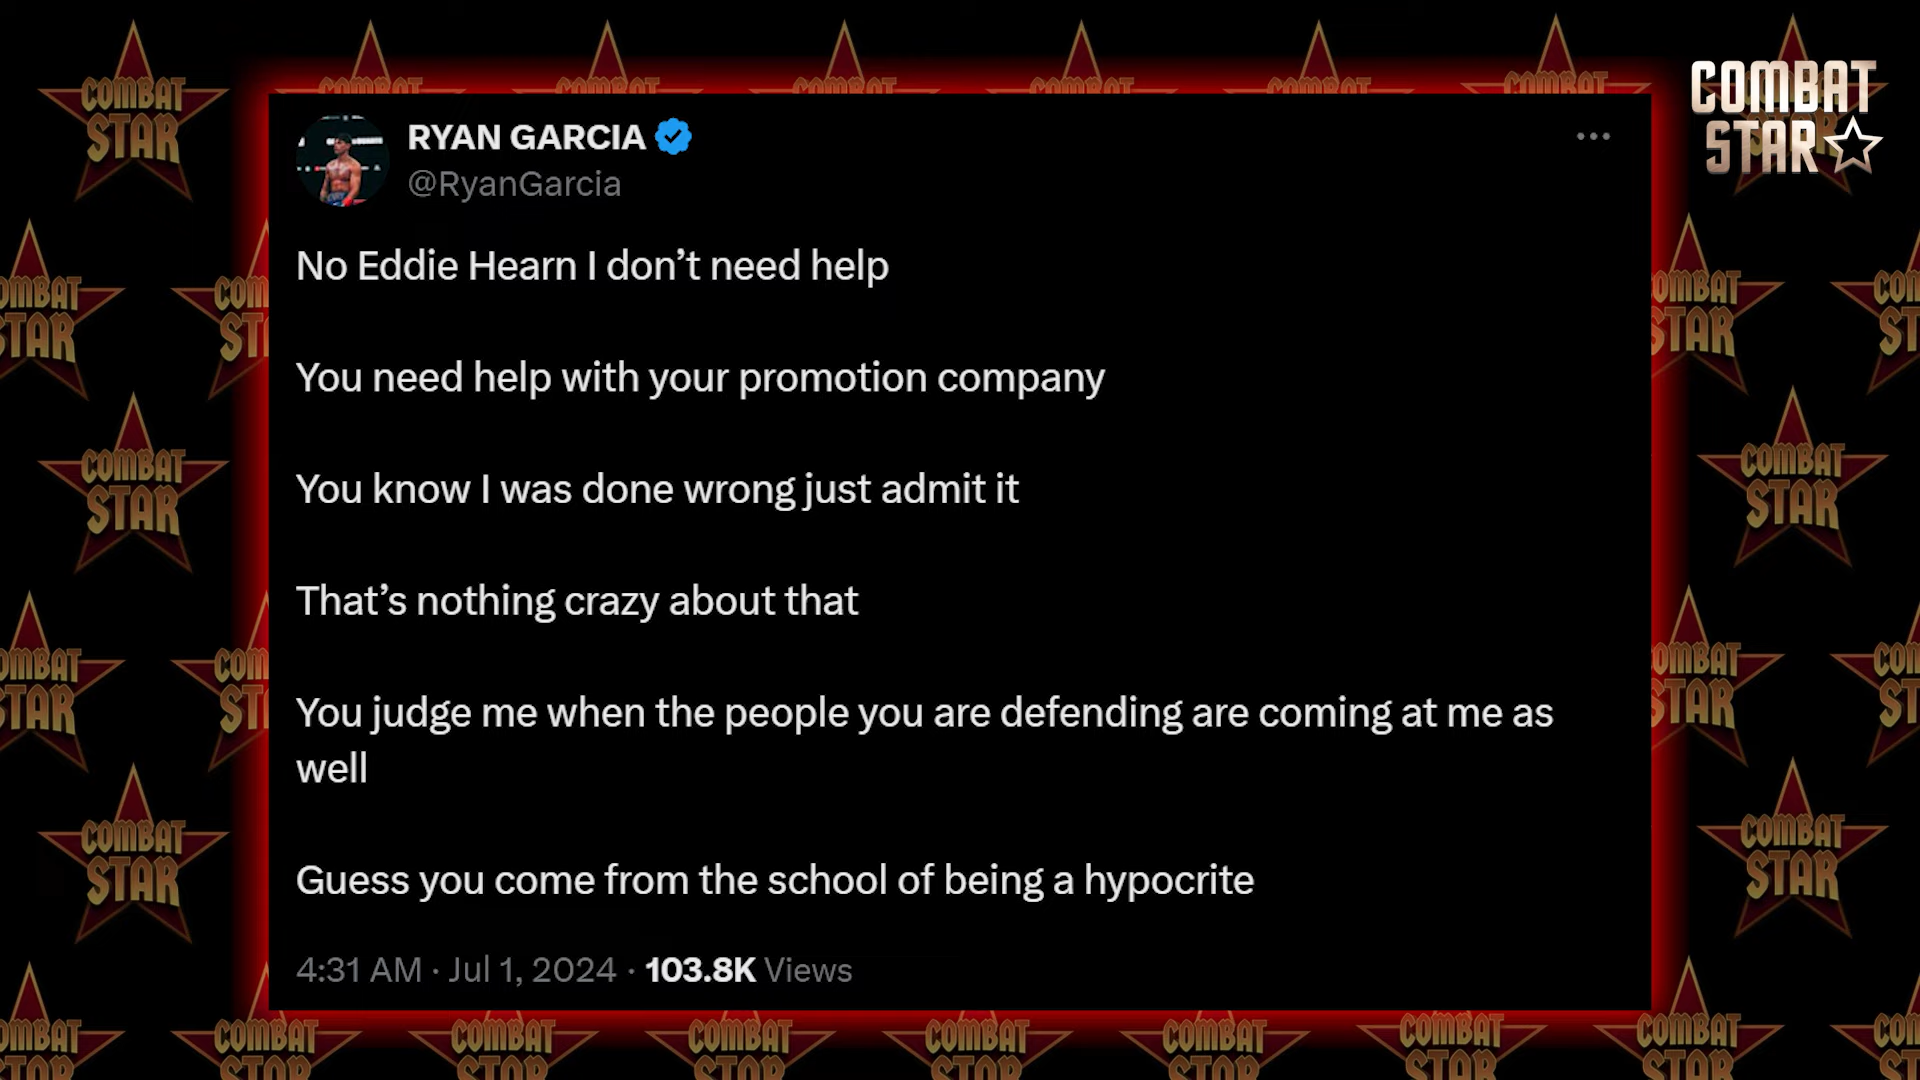 COMBAT
STAR
RYAN GARCIA
@RyanGarcia
No Eddie Hearn I don’t need help
You need help with your promotion company
You know I was done wrong just admit it
That’s nothing crazy about that
You judge me when the people you are defending are coming at me as
well
Guess you come from the school of being a hypocrite
4:31 AM · Jul 1, 2024 · 103.8K Views